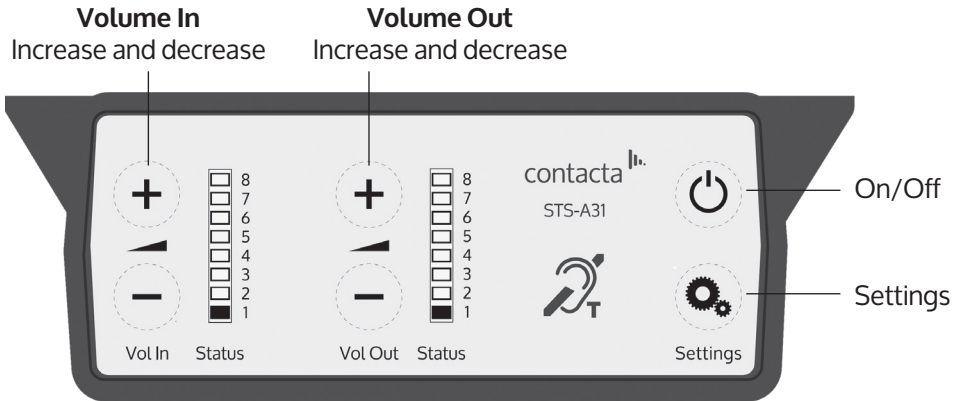 Volume In
Increase and decrease
Volume Out
Increase and decrease
8
7
6
5
4
3
2
1
Vol In
Status
8
7
6
5
4
3
2
1
Vol Out
Status
contacta
STS-A31
T
Settings
On/Off
Settings